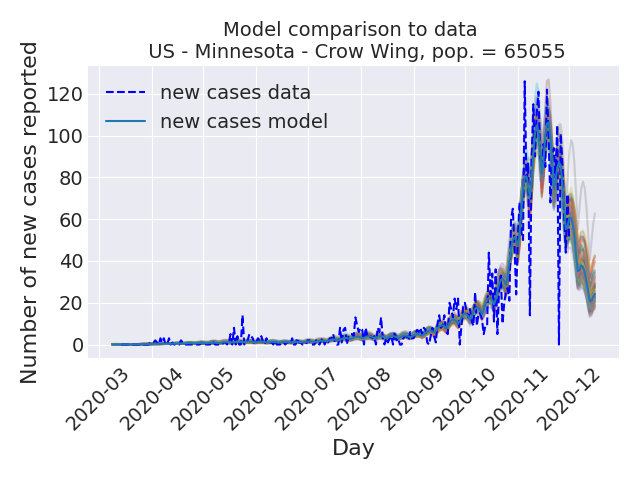 Model comparison to data
US - Minnesota - Crow Wing, pop. = 65055
Number of new cases reported
120
100
80
60
40
20
0
new cases data
new cases model
2020-03
2020-04
2020-05
2020-06
2020-07
2020-08
2020-09
2020-10
2020-11
2020-12
Day